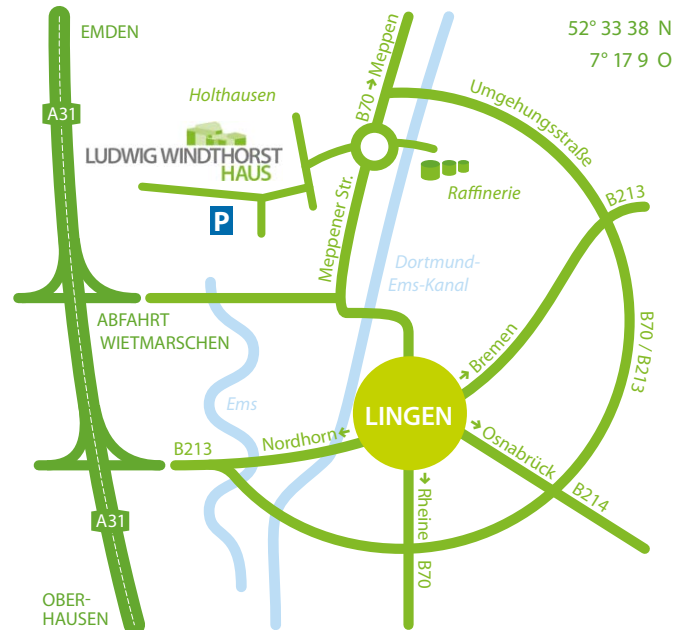 EMDEN
52° 33 38 N
7° 17 9 O
B70 → Meppen
Holthausen
Umgehungsstraße
A31
LUDWIG WINDTHORST
HAUS
Raffinerie
B213
P
Meppener Str.
Dortmund-
Ems-Kanal
ABFAHRT
WIETMARSCHEN
B70 / B213
→ Bremen
Ems
LINGEN
B213
Nordhorn ←
→ Osnabrück
B214
→ Rheine
B70
A31
OBER-
HAUSEN